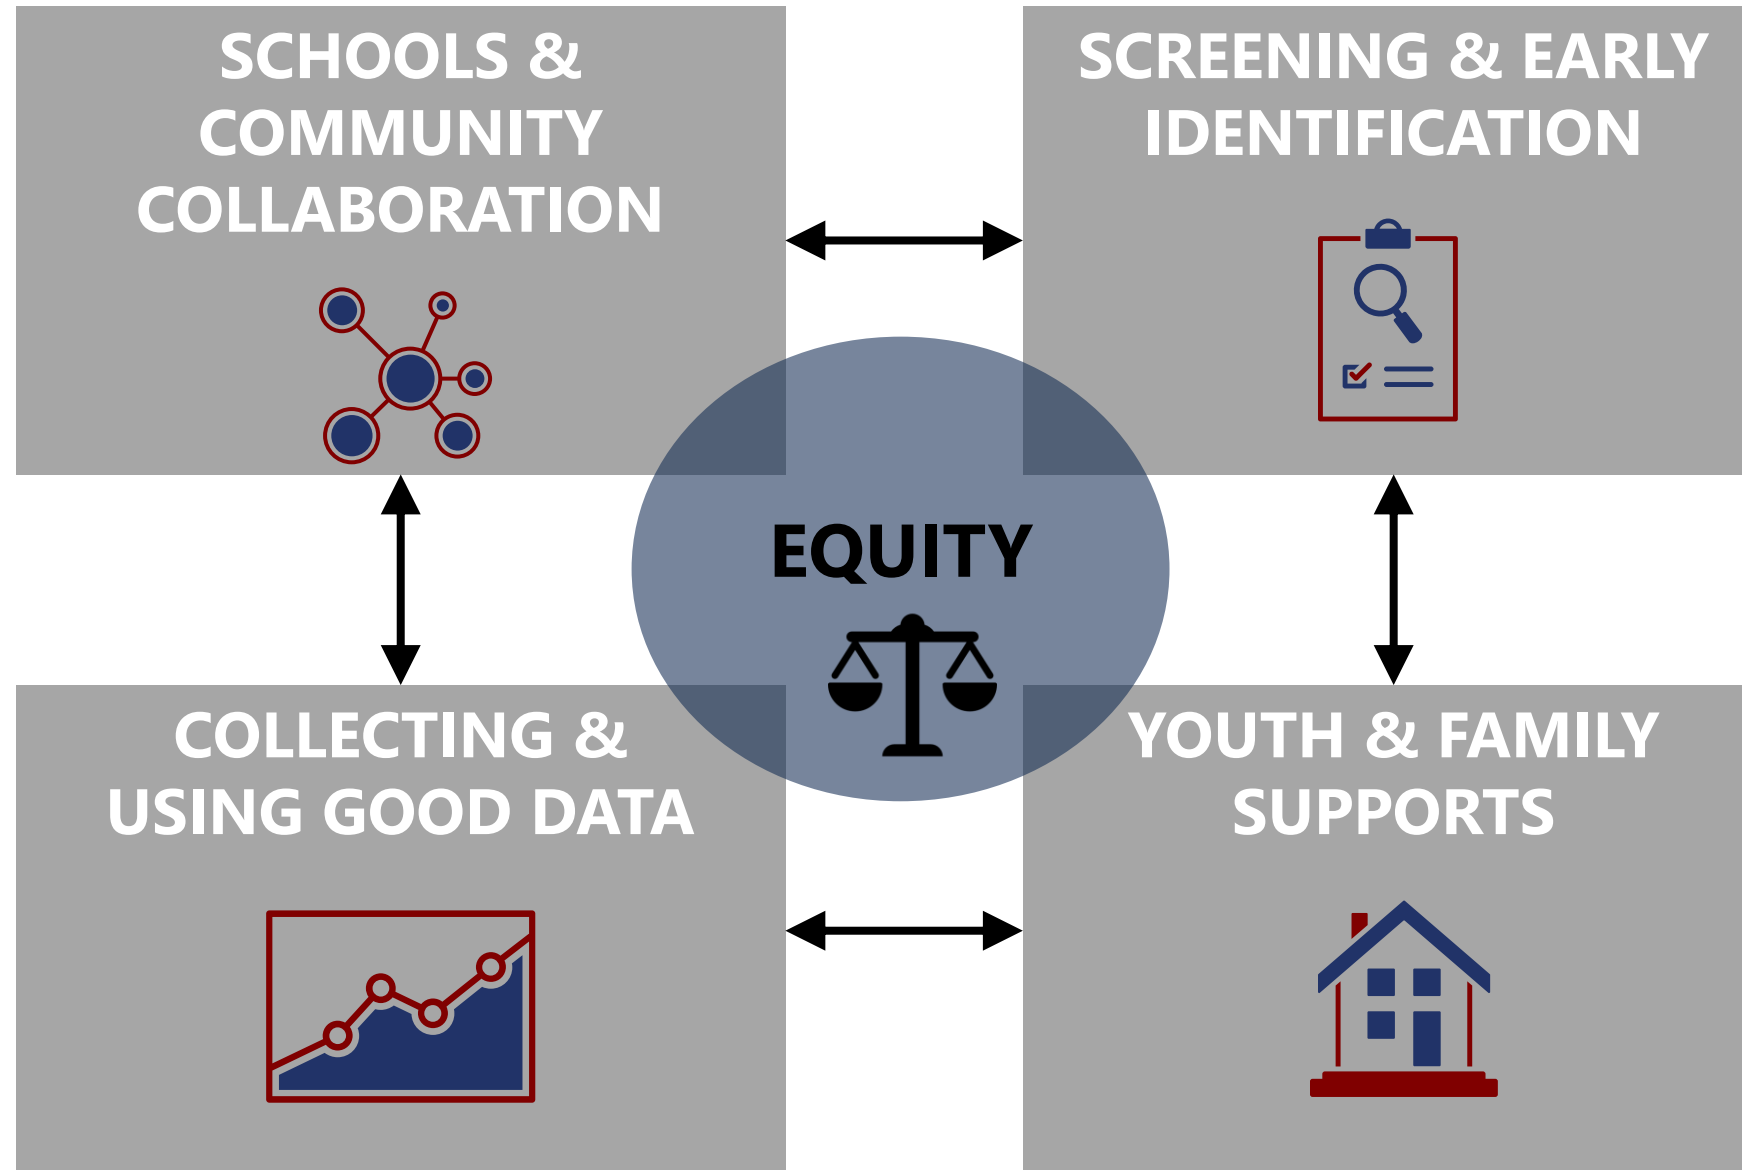 SCHOOLS &
COMMUNITY
COLLABORATION
SCREENING & EARLY
IDENTIFICATION
EQUITY
COLLECTING &
USING GOOD DATA
YOUTH & FAMILY
SUPPORTS